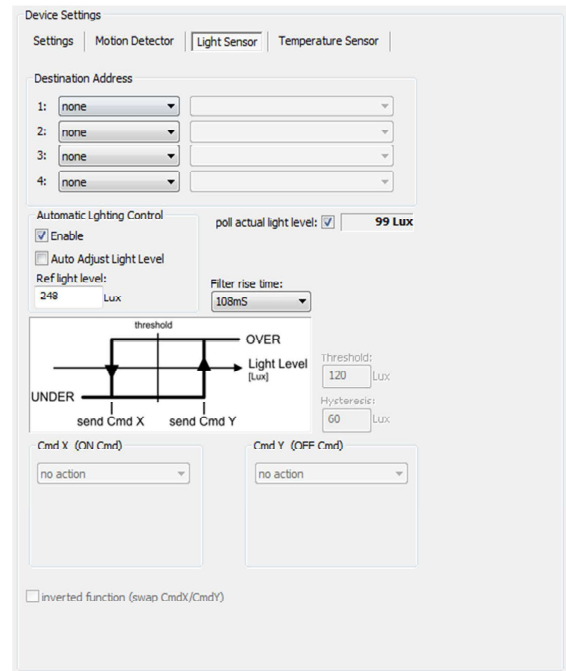 Device Settings
Settings Motion Detector Light Sensor Temperature Sensor
Destination Address
1: none
2: none
3: none
4: none
Automatic Lghting Control
poll actual light level: 99 Lux
Enable
Auto Adjust Light Level
Ref light level:
248 Lux
Filter rise time:
108mS
threshold
OVER
Light Level
[Lux]
UNDER
send Cmd X send Cmd Y
Threshold:
120 Lux
Hysteresis:
60 Lux
Cmd X (ON Cmd) Cmd Y (OFF Cmd)
no action no action
inverted function (swap CmdX/CmdY)